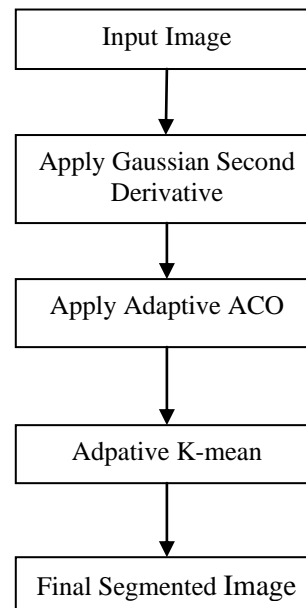 Input Image
Apply Gaussian Second
Derivative
Apply Adaptive ACO
Adpative K-mean
Final Segmented Image